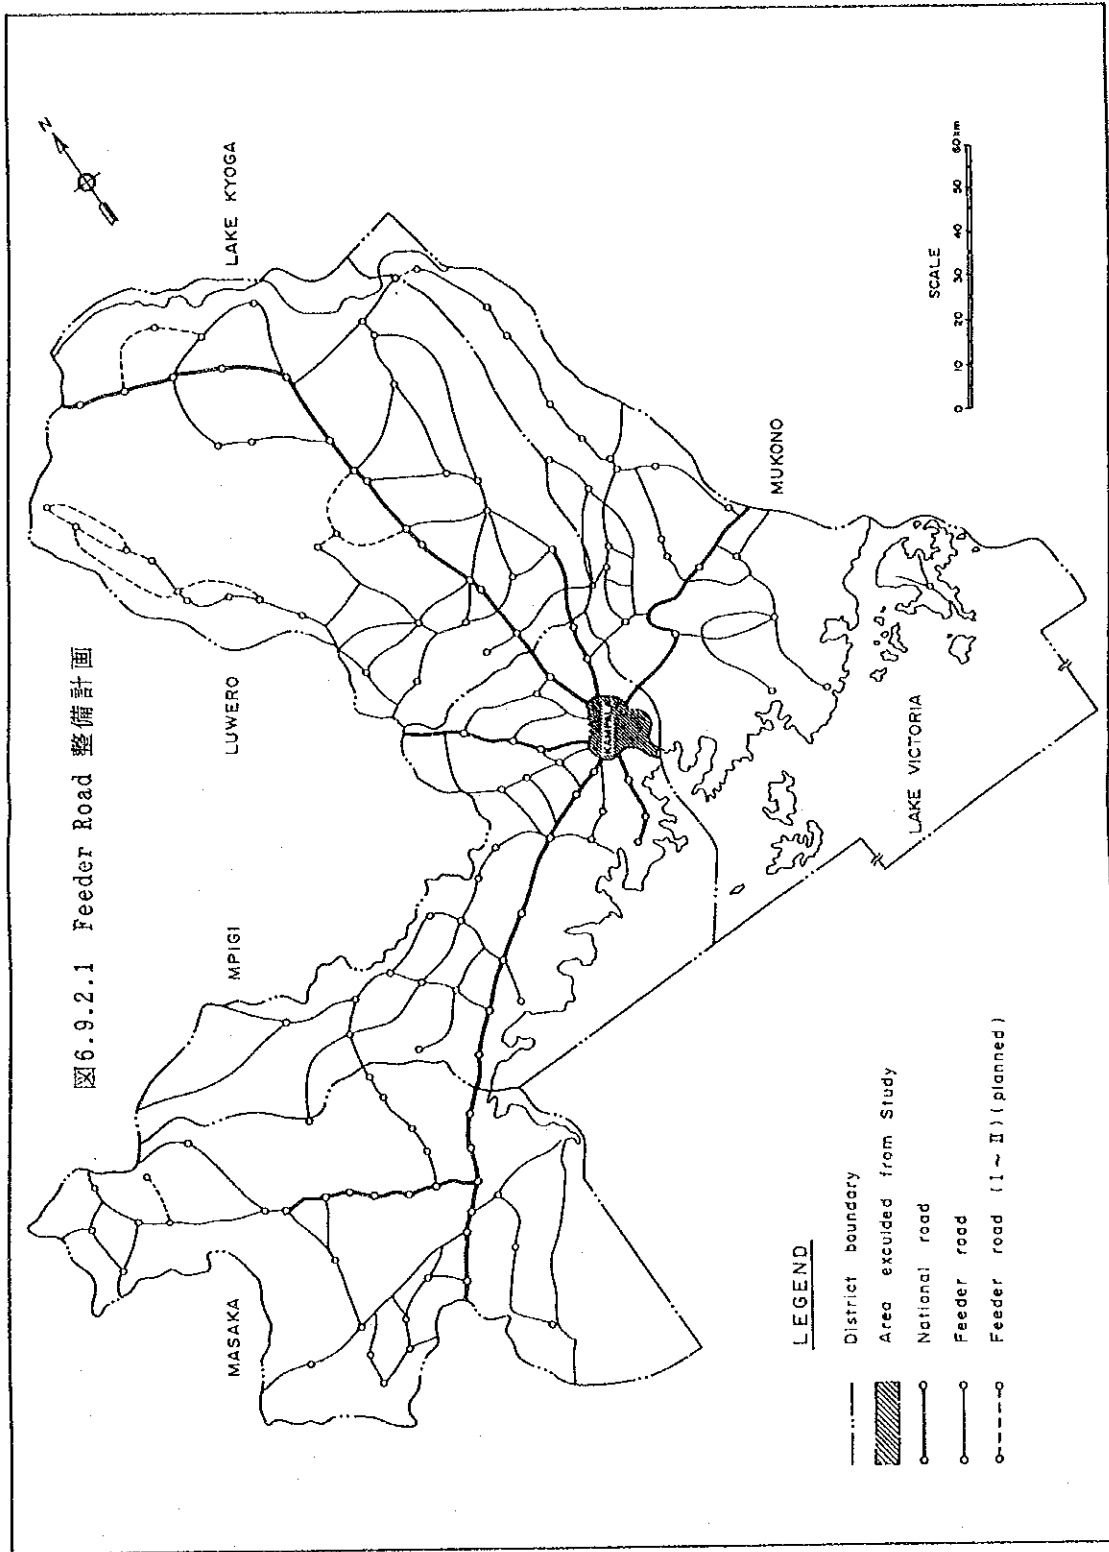 図6.9.2.1 Feeder Road 整備計画
N
LAKE KYOGA
LUWERO
MPIGI
MASAKA
MUKONO
KAMPALA
LAKE VICTORIA
SCALE
0 10 20 30 40 50 60km
LEGEND
District boundary
Area exculded from Study
National road
Feeder road
Feeder road (I ~ II) (planned)